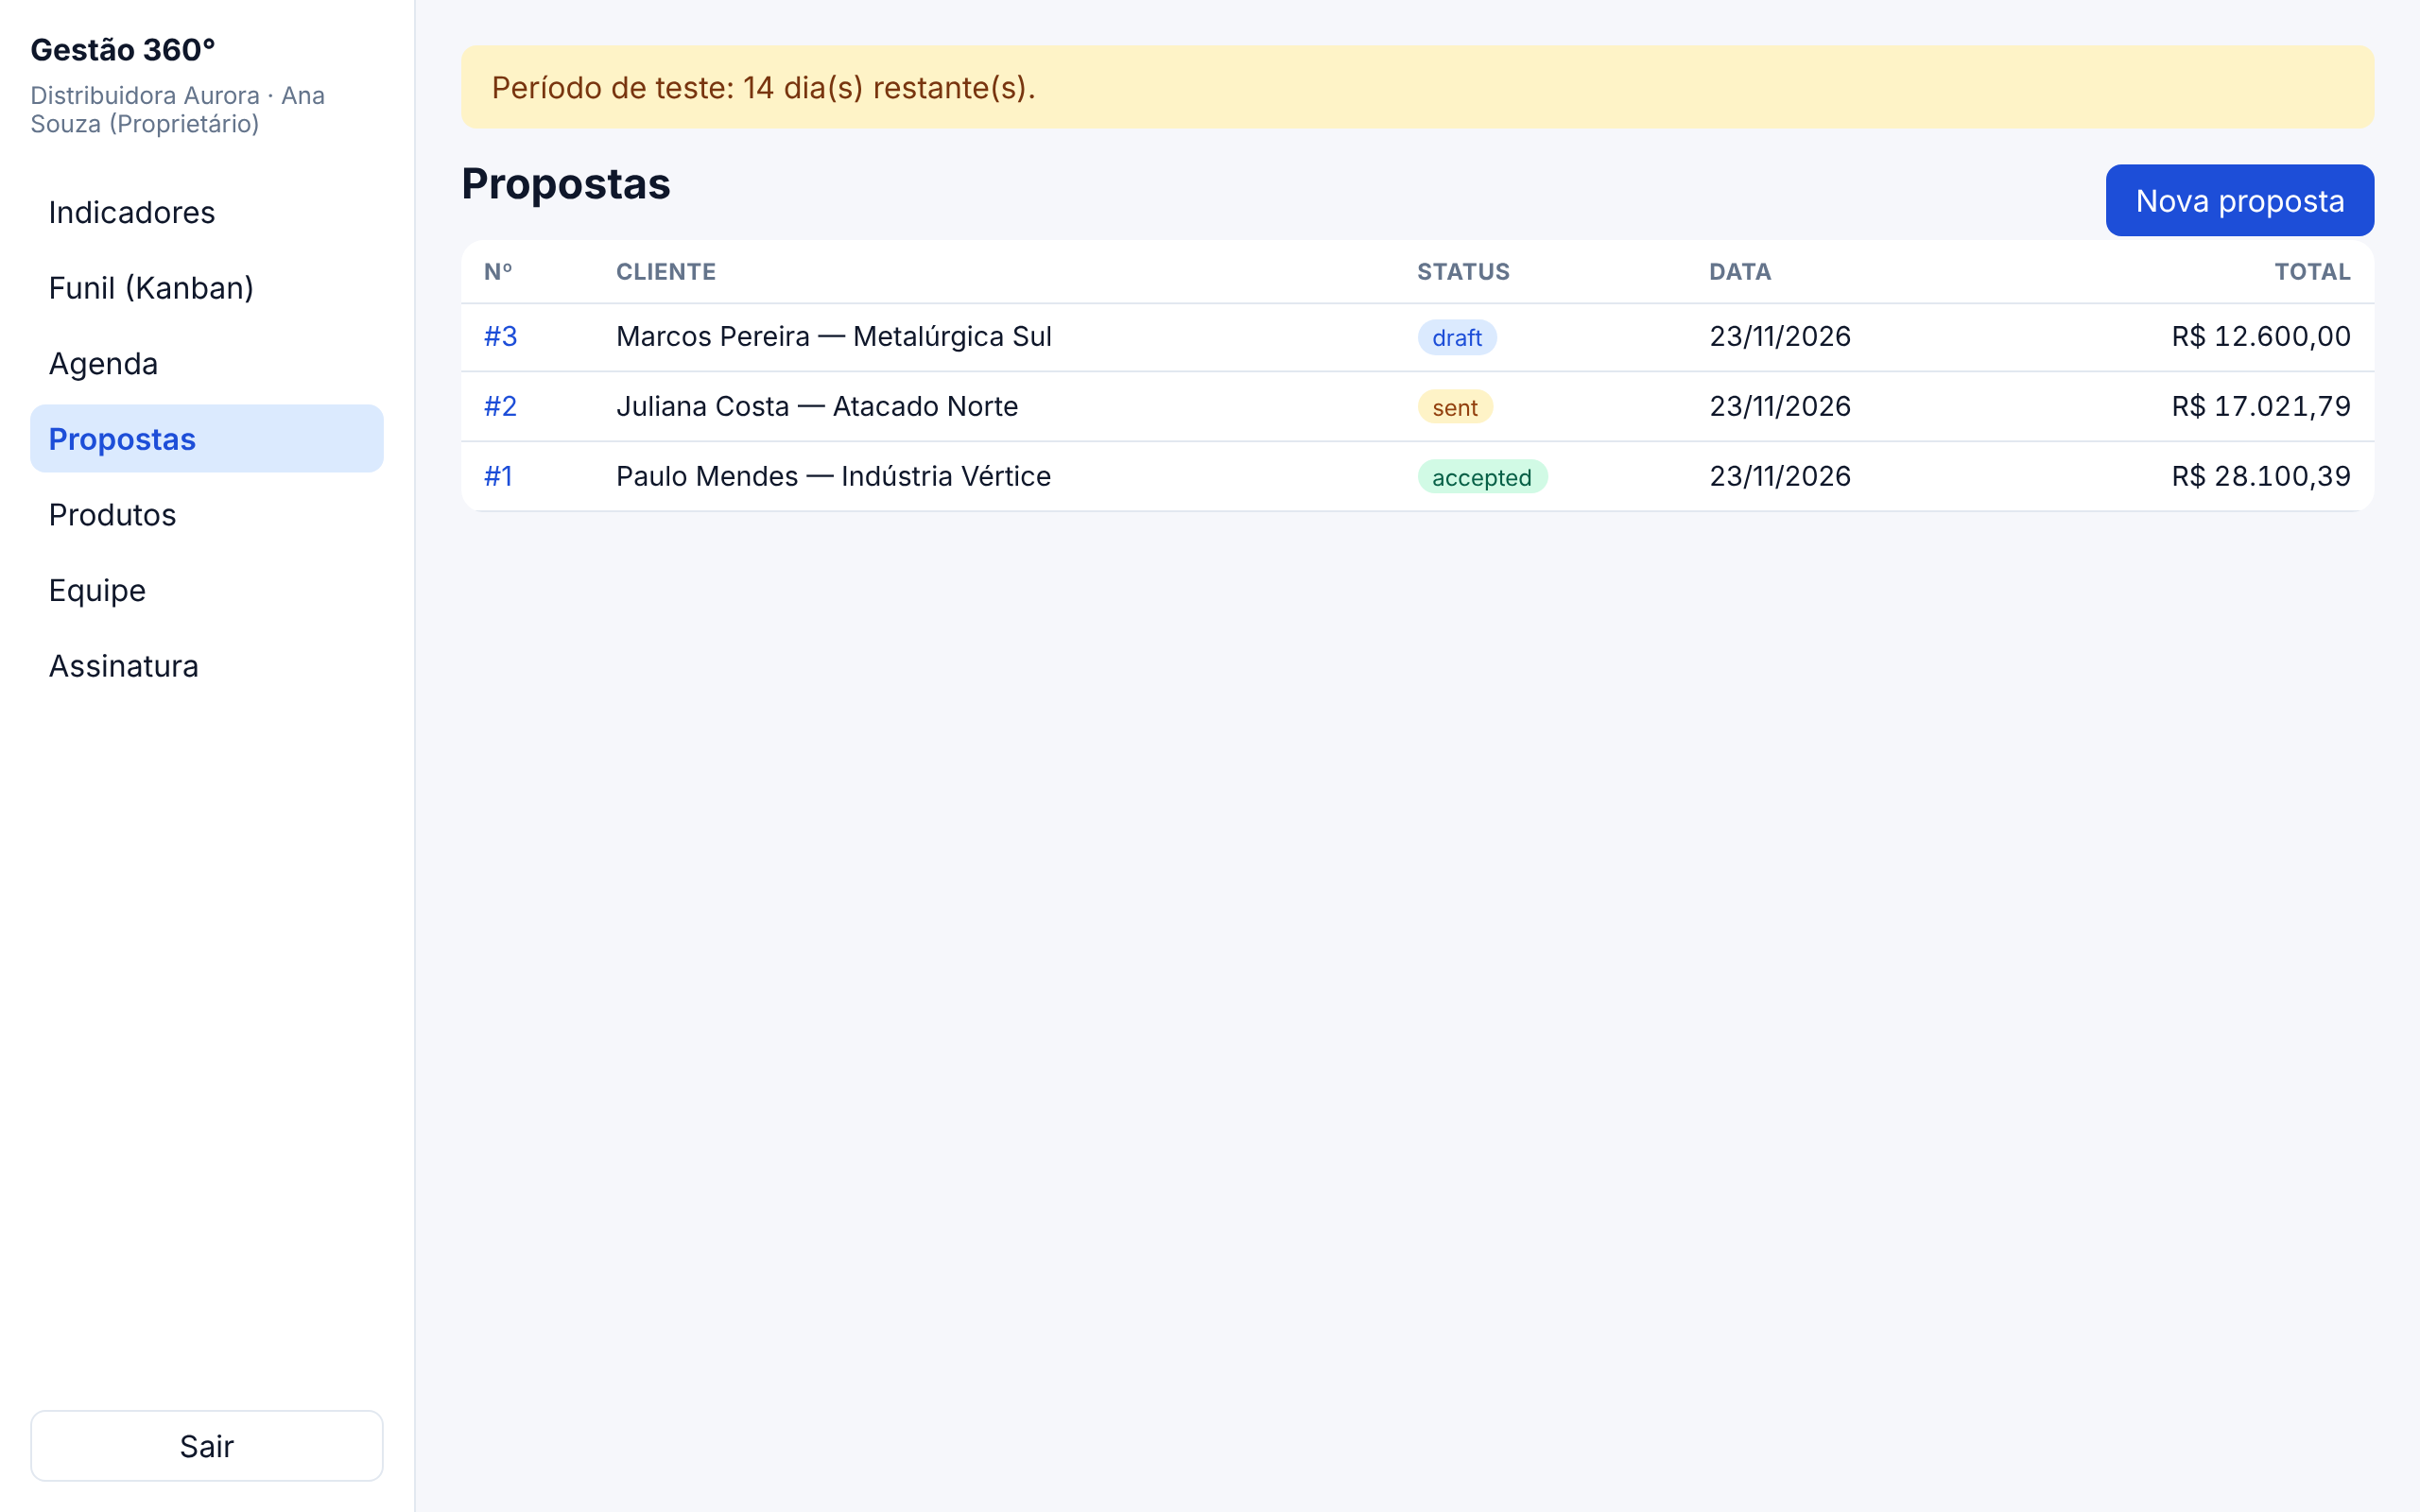 Gestão 360°
Distribuidora Aurora · Ana
Souza (Proprietário)
Indicadores
Funil (Kanban)
Agenda
Propostas
Produtos
Equipe
Assinatura
Sair
Período de teste: 14 dia(s) restante(s).
Propostas
Nova proposta
Nº CLIENTE STATUS DATA TOTAL
#3 Marcos Pereira — Metalúrgica Sul draft 23/11/2026 R$ 12.600,00
#2 Juliana Costa — Atacado Norte sent 23/11/2026 R$ 17.021,79
#1 Paulo Mendes — Indústria Vértice accepted 23/11/2026 R$ 28.100,39